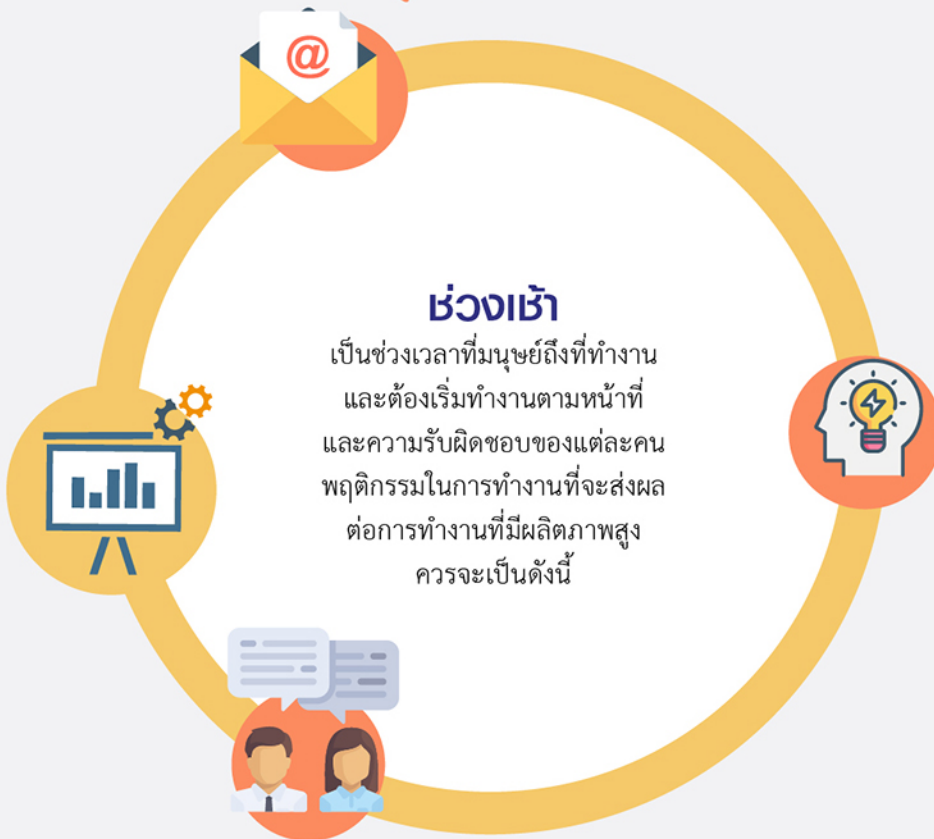 @
ช่วงเช้า
เป็นช่วงเวลาที่มนุษย์ถึงที่ทำงาน
และต้องเริ่มทำงานตามหน้าที่
และความรับผิดชอบของแต่ละคน
พฤติกรรมในการทำงานที่จะส่งผล
ต่อการทำงานที่มีผลิตภาพสูง
ควรจะเป็นดังนี้